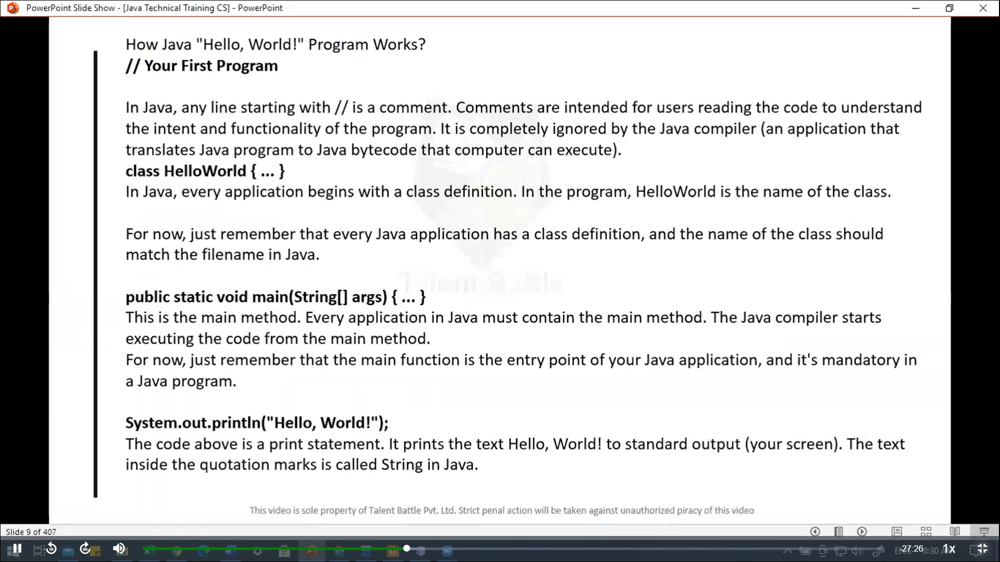 PowerPoint Slide Show - [Java Technical Training CS] - PowerPoint
How Java "Hello, World!" Program Works?
// Your First Program
In Java, any line starting with // is a comment. Comments are intended for users reading the code to understand
the intent and functionality of the program. It is completely ignored by the Java compiler (an application that
translates Java program to Java bytecode that computer can execute).
class HelloWorld { ... }
In Java, every application begins with a class definition. In the program, HelloWorld is the name of the class.
For now, just remember that every Java application has a class definition, and the name of the class should
match the filename in Java.
public static void main(String[] args) { ... }
This is the main method. Every application in Java must contain the main method. The Java compiler starts
executing the code from the main method.
For now, just remember that the main function is the entry point of your Java application, and it's mandatory in
a Java program.
System.out.println("Hello, World!");
The code above is a print statement. It prints the text Hello, World! to standard output (your screen). The text
inside the quotation marks is called String in Java.
This video is sole property of Talent Battle Pvt. Ltd. Strict penal action will be taken against unauthorized piracy of this video
Slide 9 of 407
10 30 -27:26 1x